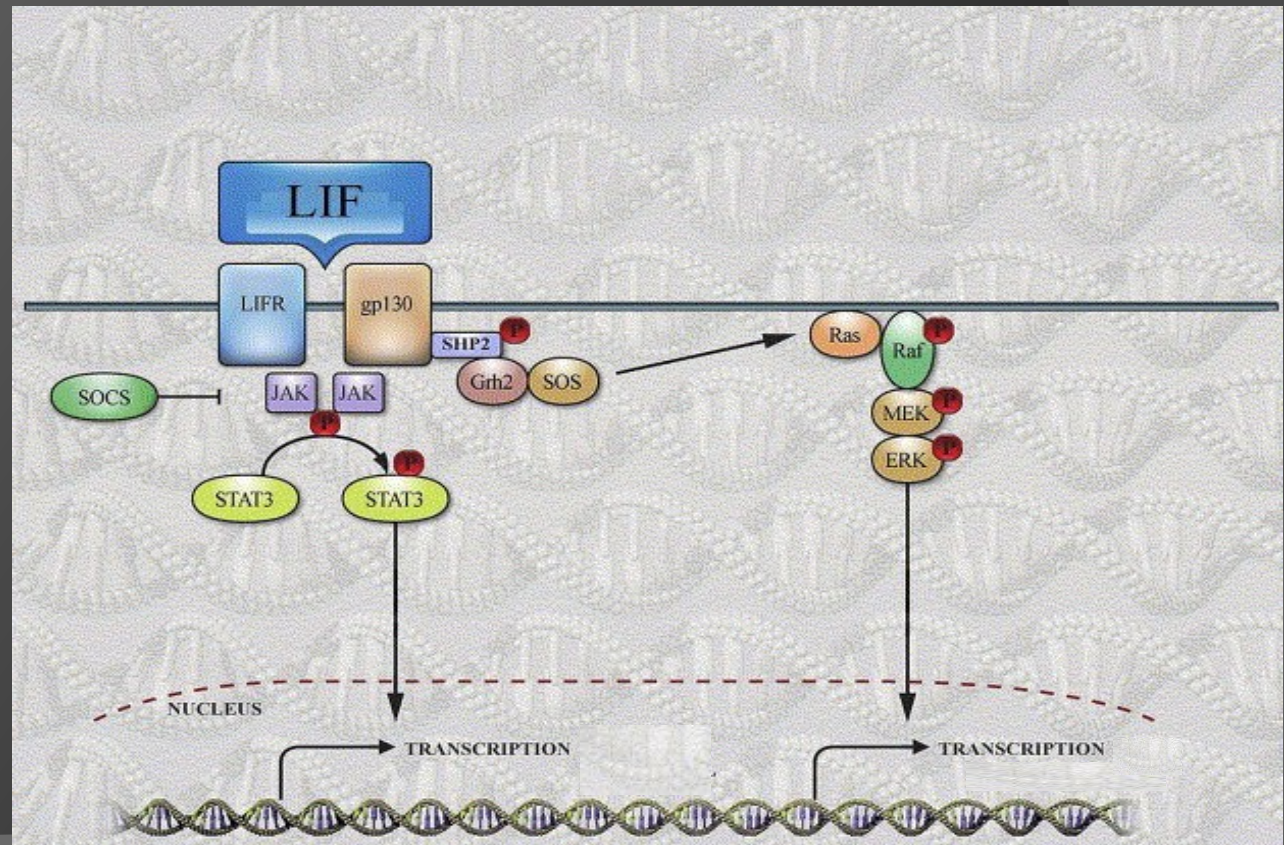 LIF
LIFR
gp130
SHP2
P
Grh2
SOS
Ras
Raf
P
SOCS
JAK
JAK
P
MEK
P
ERK
P
STAT3
STAT3
P
NUCLEUS
TRANSCRIPTION
TRANSCRIPTION